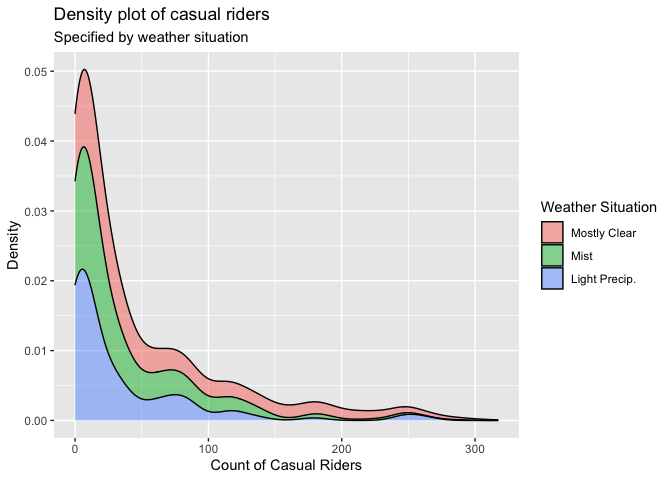 Density plot of casual riders
Specified by weather situation
Density
0.05
0.04
0.03
0.02
0.01
0.00
0
100
200
300
Count of Casual Riders
Weather Situation
Mostly Clear
Mist
Light Precip.